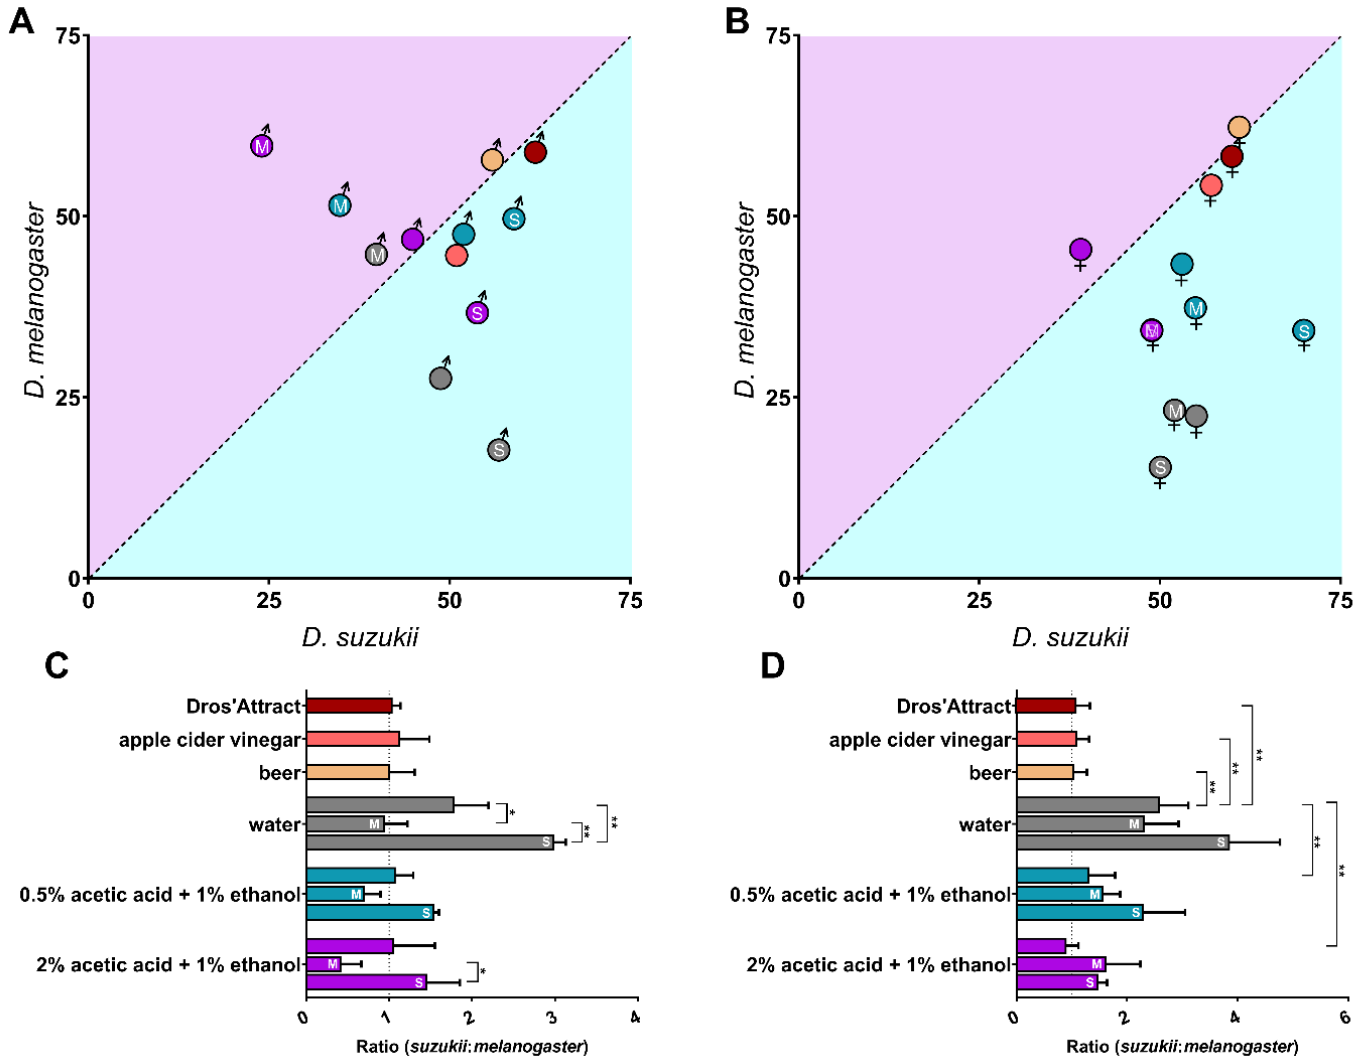 A
75
50
25
0
0
25
50
75
D. melanogaster
D. suzukii
M
M
M
S
S
S
B
75
50
25
0
0
25
50
75
D. melanogaster
D. suzukii
M
S
M
S
C
Dros'Attract
apple cider vinegar
beer
water
0.5% acetic acid + 1% ethanol
2% acetic acid + 1% ethanol
M
S
M
S
M
S
*
**
**
*
0
1
2
3
4
Ratio (suzukii:melanogaster)
D
Dros'Attract
apple cider vinegar
beer
water
0.5% acetic acid + 1% ethanol
2% acetic acid + 1% ethanol
M
S
M
S
M
S
**
**
**
**
**
0
2
4
6
Ratio (suzukii:melanogaster)